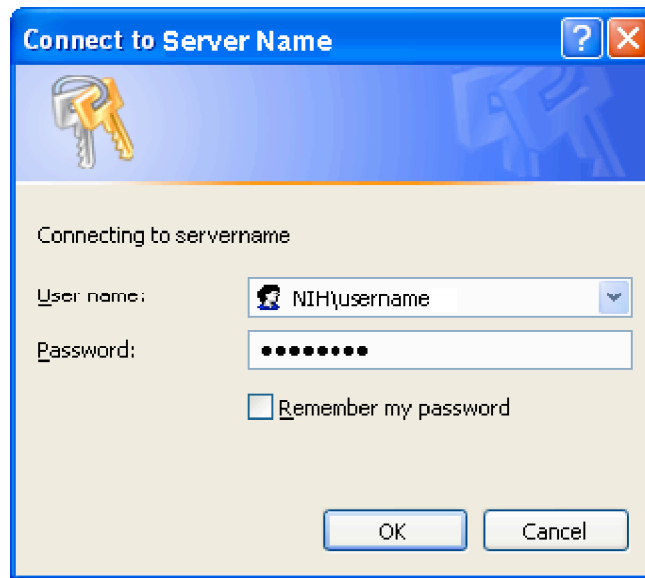 Connect to Server Name
Connecting to servername
User name:
NIH\username
Password:
••••••••
Remember my password
OK
Cancel